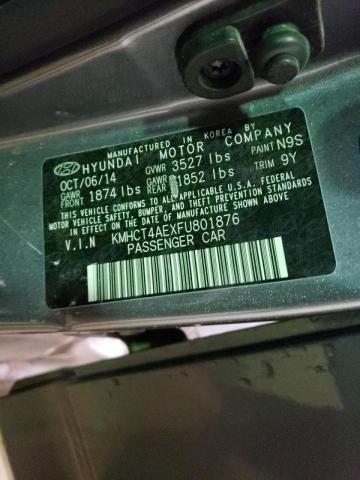 MANUFACTURED IN KOREA BY
HYUNDAI MOTOR COMPANY
OCT/06/14 GVWR 3527 lbs PAINT N9S
GAWR FRONT 1874 lbs GAWR REAR 1852 lbs TRIM 9Y
THIS VEHICLE CONFORMS TO ALL APPLICABLE U.S.A. FEDERAL
MOTOR VEHICLE SAFETY, BUMPER AND THEFT PREVENTION STANDARDS
IN EFFECT ON THE DATE OF MANUFACTURE SHOWN ABOVE.
V.I.N KMHCT4AEXFU801876
PASSENGER CAR